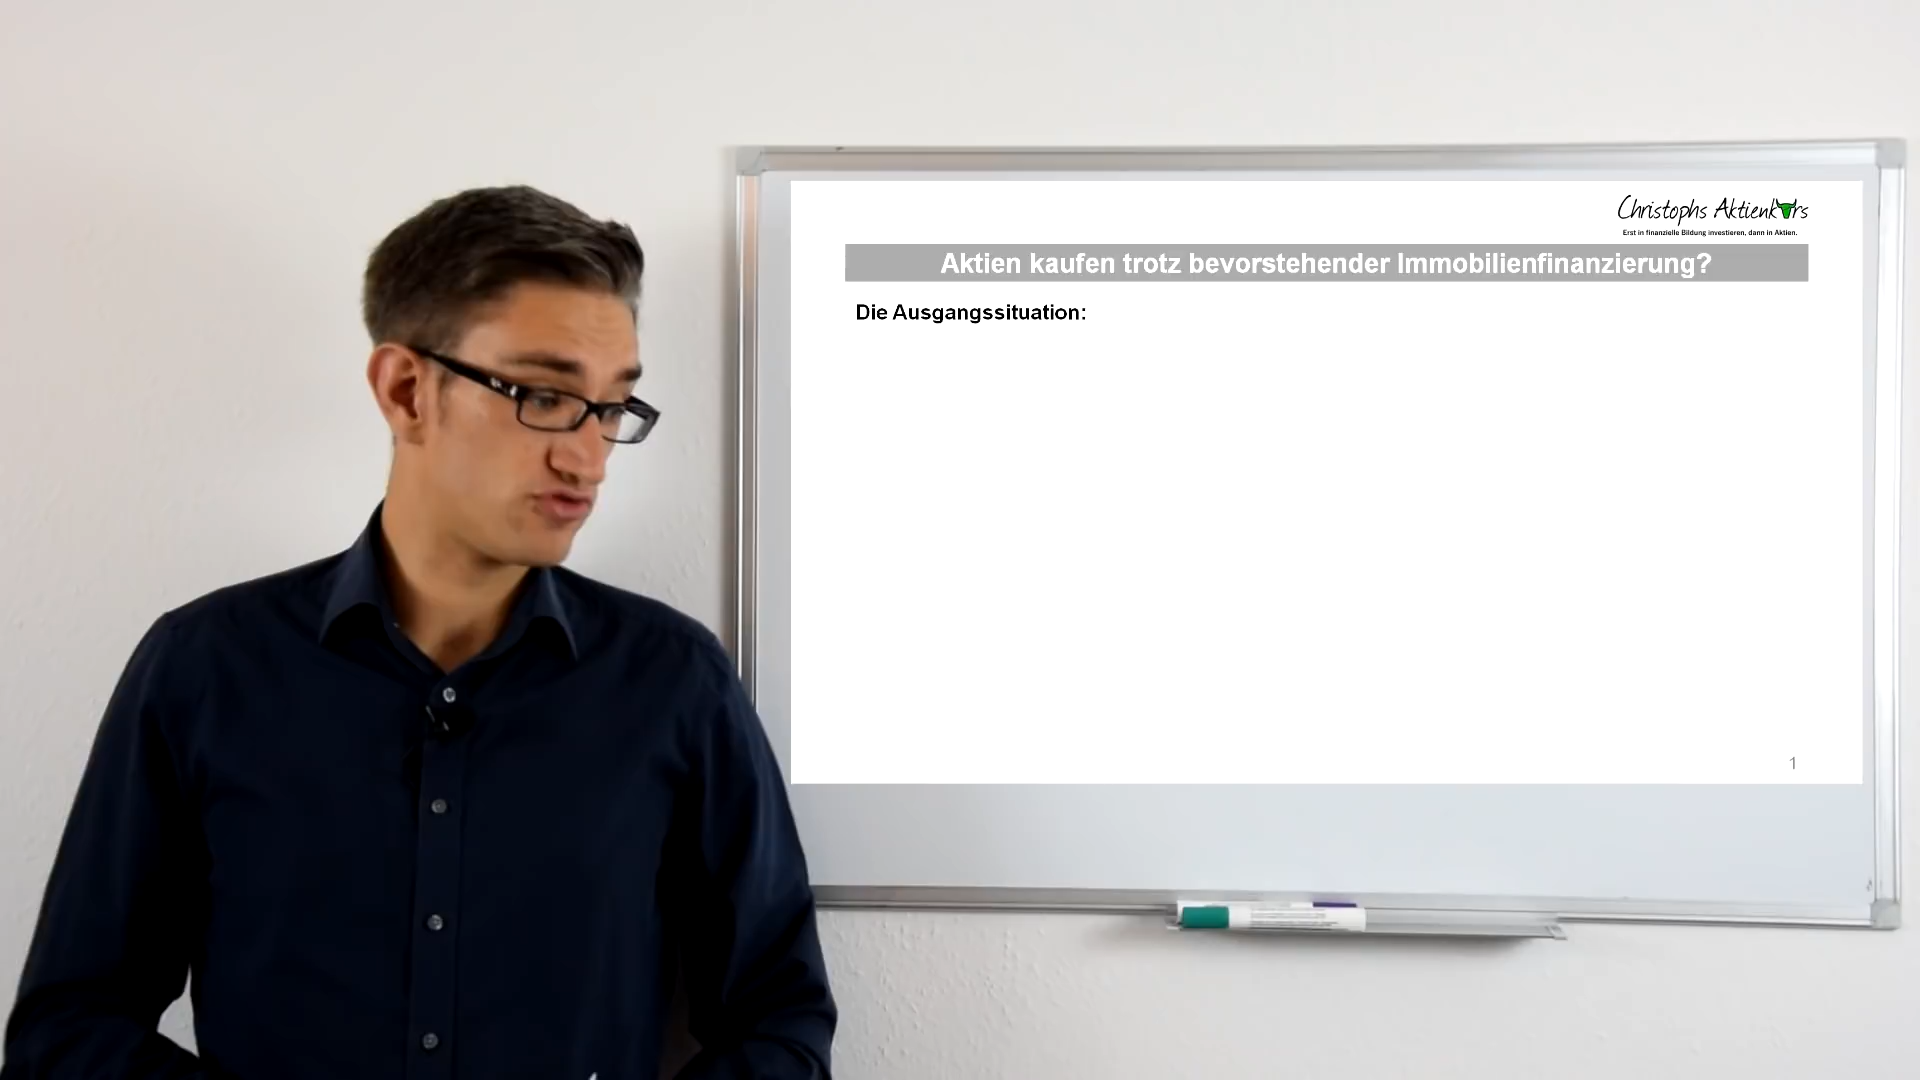 Christophs Aktienkurs
Erst in finanzielle Bildung investieren, dann in Aktien.
Aktien kaufen trotz bevorstehender Immobilienfinanzierung?
Die Ausgangssituation:
1